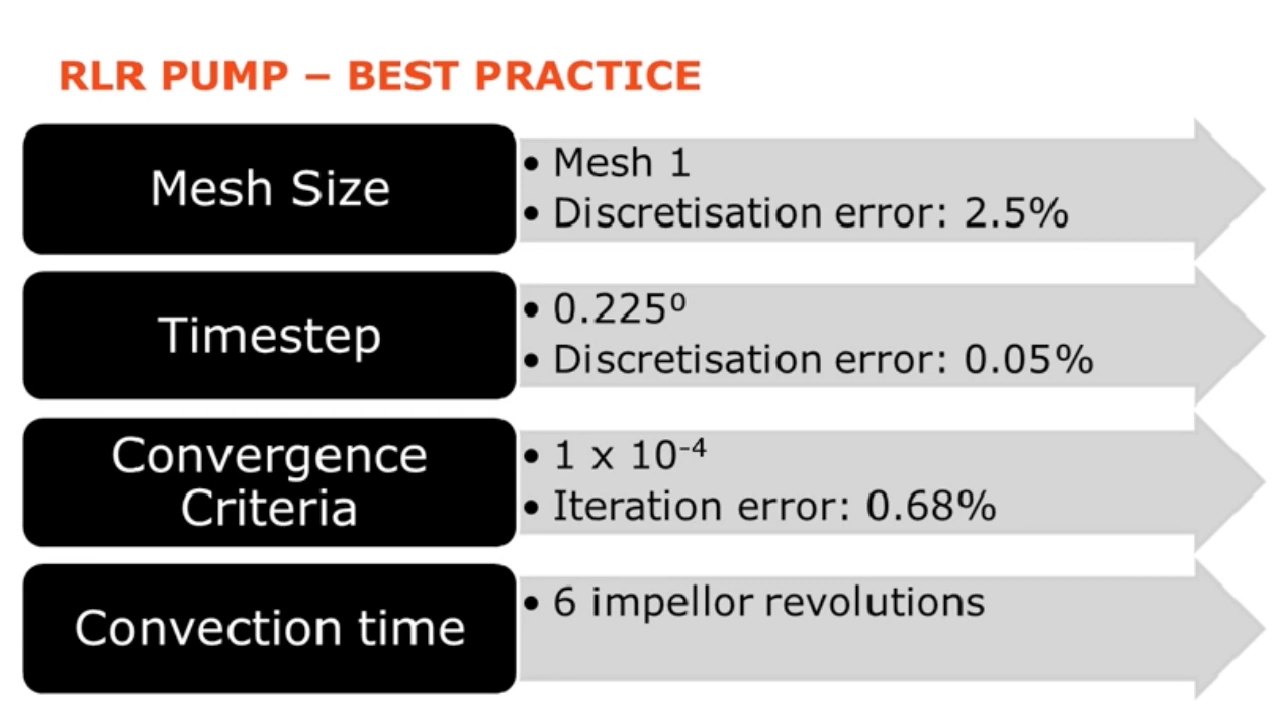 RLR PUMP – BEST PRACTICE
Mesh Size
• Mesh 1
• Discretisation error: 2.5%
Timestep
• 0.225⁰
• Discretisation error: 0.05%
Convergence
Criteria
• 1 x 10⁻⁴
• Iteration error: 0.68%
Convection time
• 6 impellor revolutions